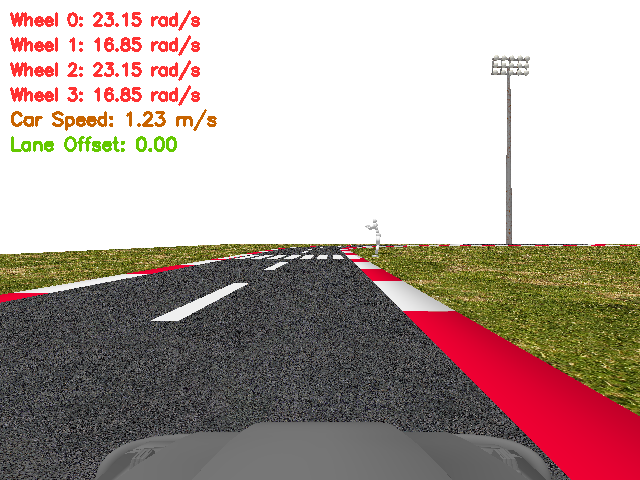 Wheel 0: 23.15 rad/s
Wheel 1: 16.85 rad/s
Wheel 2: 23.15 rad/s
Wheel 3: 16.85 rad/s
Car Speed: 1.23 m/s
Lane Offset: 0.00